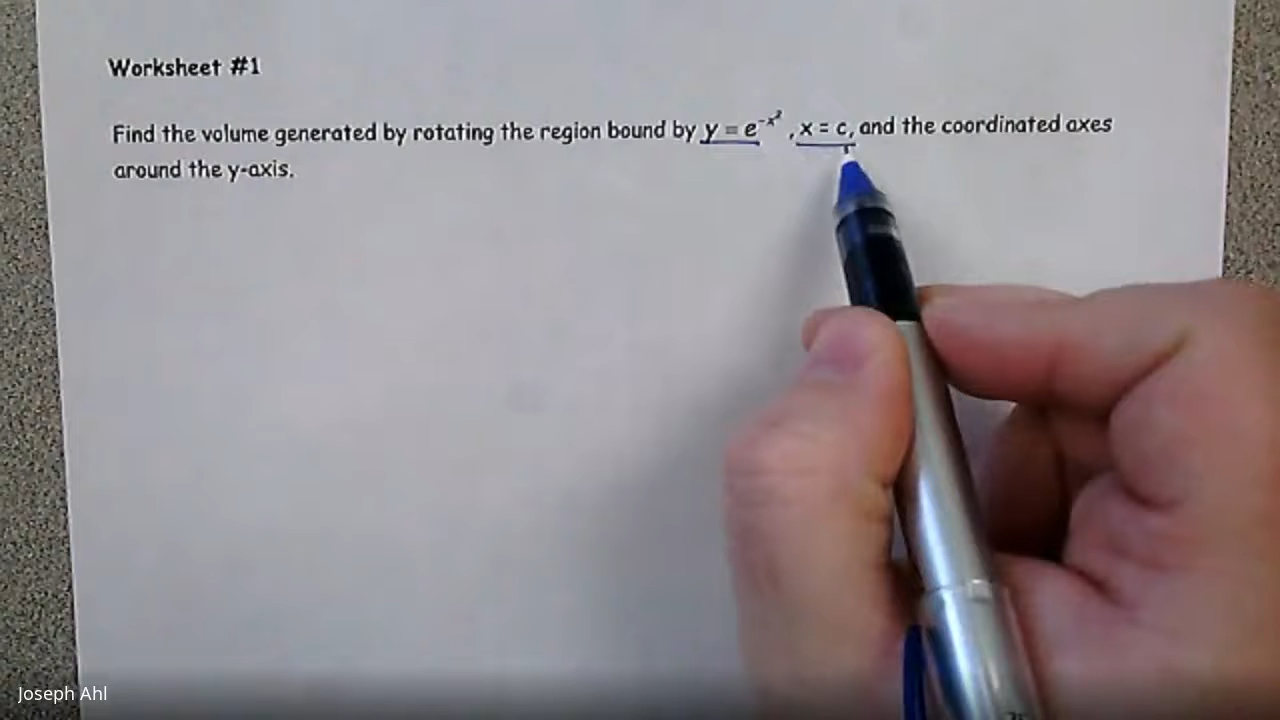 Worksheet #1
Find the volume generated by rotating the region bound by y = e^{-x^2}, x = c, and the coordinated axes
around the y-axis.
Joseph Ahl